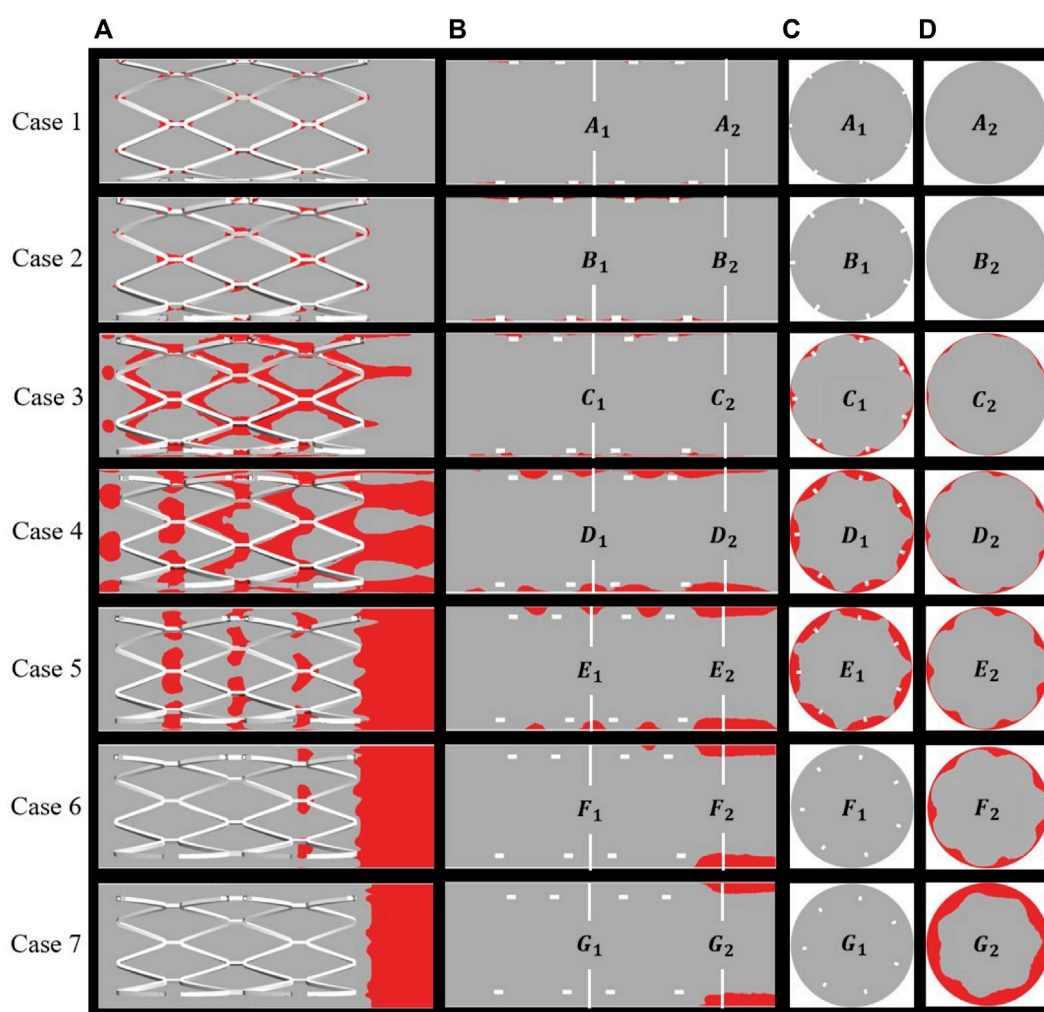 A B C D
Case 1 A₁ A₂ A₁ A₂
Case 2 B₁ B₂ B₁ B₂
Case 3 C₁ C₂ C₁ C₂
Case 4 D₁ D₂ D₁ D₂
Case 5 E₁ E₂ E₁ E₂
Case 6 F₁ F₂ F₁ F₂
Case 7 G₁ G₂ G₁ G₂